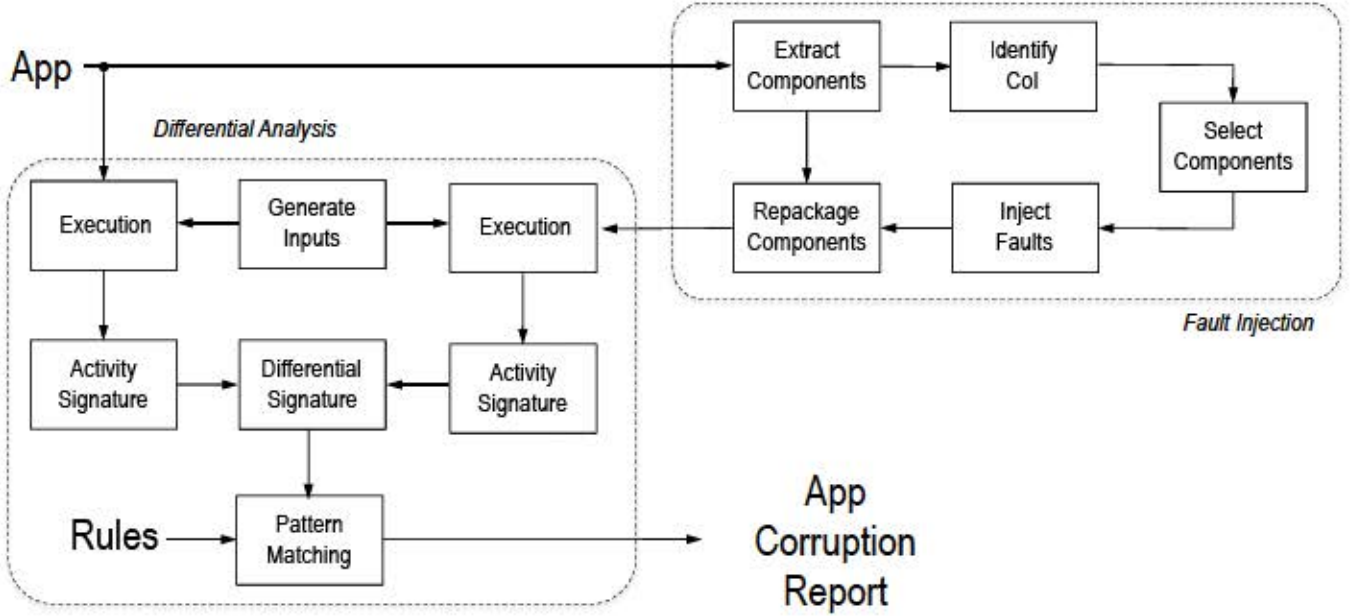 App
Extract
Components
Identify
CoI
Select
Components
Differential Analysis
Execution
Generate
Inputs
Execution
Repackage
Components
Inject
Faults
Fault Injection
Activity
Signature
Differential
Signature
Activity
Signature
Rules
Pattern
Matching
App
Corruption
Report